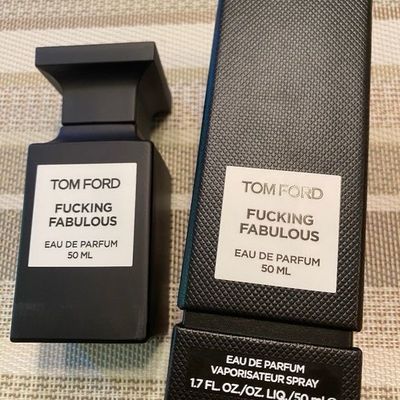 TOM FORD
FUCKING
FABULOUS
EAU DE PARFUM
50 ML
TOM FORD
FUCKING
FABULOUS
EAU DE PARFUM
50 ML
EAU DE PARFUM
VAPORISATEUR SPRAY
1.7 FL. OZ./OZ. LIQ./50 ml